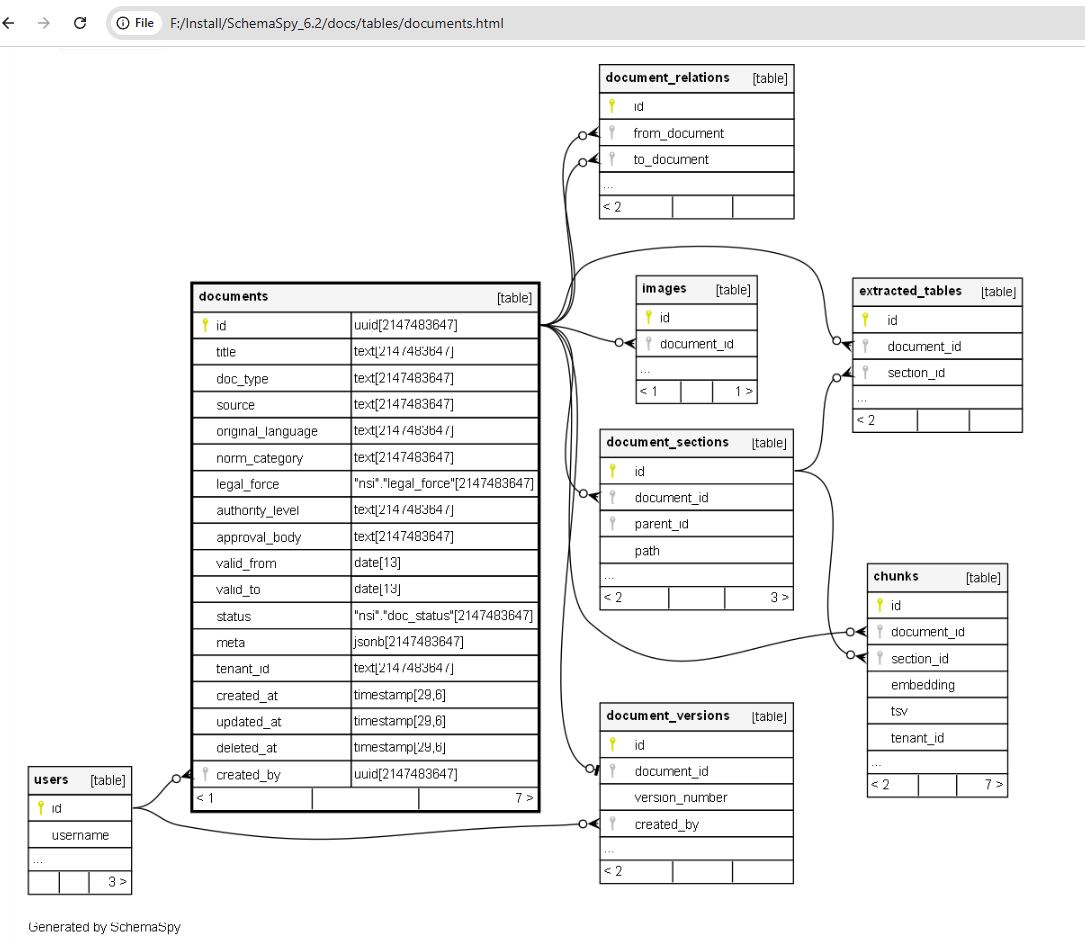 File F:/Install/SchemaSpy_6.2/docs/tables/documents.html
document_relations [table]
id
from_document
to_document
...
< 2
documents [table]
id uuid[2147483647]
title text[2147483647]
doc_type text[2147483647]
source text[2147483647]
original_language text[2147483647]
norm_category text[2147483647]
legal_force "nsi"."legal_force"[2147483647]
authority_level text[2147483647]
approval_body text[2147483647]
valid_from date[13]
valid_to date[13]
status "nsi"."doc_status"[2147483647]
meta jsonb[2147483647]
tenant_id text[2147483647]
created_at timestamp[29,6]
updated_at timestamp[29,6]
deleted_at timestamp[29,6]
created_by uuid[2147483647]
< 1 7 >
images [table]
id
document_id
...
< 1 1 >
extracted_tables [table]
id
document_id
section_id
...
< 2
document_sections [table]
id
document_id
parent_id
path
...
< 2 3 >
chunks [table]
id
document_id
section_id
embedding
tsv
tenant_id
...
< 2 7 >
document_versions [table]
id
document_id
version_number
created_by
...
< 2
users [table]
id
username
...
3 >
Generated by SchemaSpy